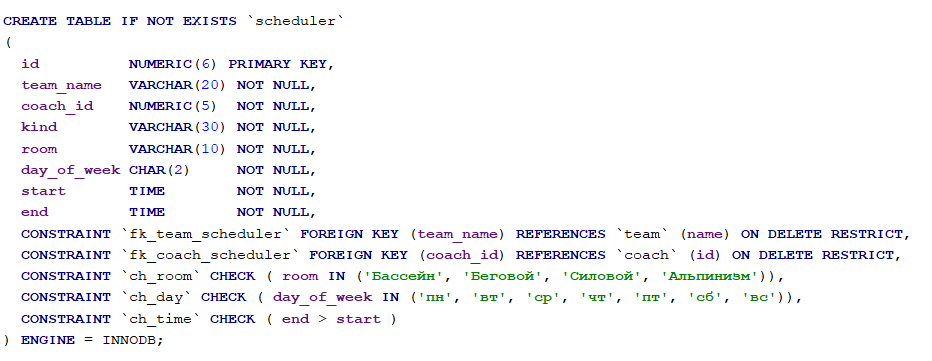 CREATE TABLE IF NOT EXISTS `scheduler`
(
  id          NUMERIC(6) PRIMARY KEY,
  team_name   VARCHAR(20) NOT NULL,
  coach_id    NUMERIC(5)  NOT NULL,
  kind        VARCHAR(30) NOT NULL,
  room        VARCHAR(10) NOT NULL,
  day_of_week CHAR(2)     NOT NULL,
  start       TIME        NOT NULL,
  end         TIME        NOT NULL,
  CONSTRAINT `fk_team_scheduler` FOREIGN KEY (team_name) REFERENCES `team` (name) ON DELETE RESTRICT,
  CONSTRAINT `fk_coach_scheduler` FOREIGN KEY (coach_id) REFERENCES `coach` (id) ON DELETE RESTRICT,
  CONSTRAINT `ch_room` CHECK ( room IN ('Бассейн', 'Беговой', 'Силовой', 'Альпинизм')),
  CONSTRAINT `ch_day` CHECK ( day_of_week IN ('пн', 'вт', 'ср', 'чт', 'пт', 'сб', 'вс')),
  CONSTRAINT `ch_time` CHECK ( end > start )
) ENGINE = INNODB;